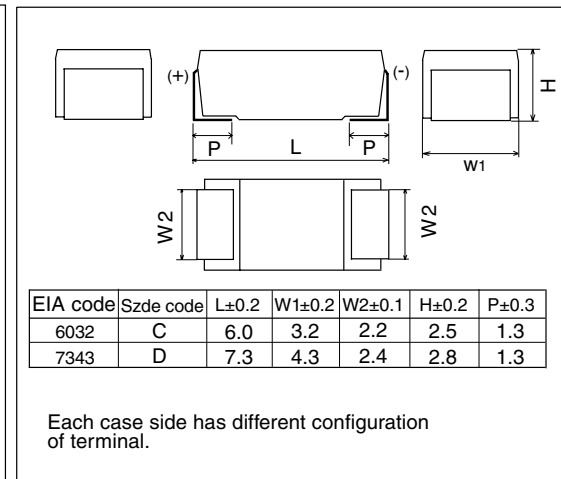 (+)
(-)
H
P
L
P
W1
W2
W2
EIA code Szde code L±0.2 W1±0.2 W2±0.1 H±0.2 P±0.3
6032 C 6.0 3.2 2.2 2.5 1.3
7343 D 7.3 4.3 2.4 2.8 1.3
Each case side has different configuration
of terminal.